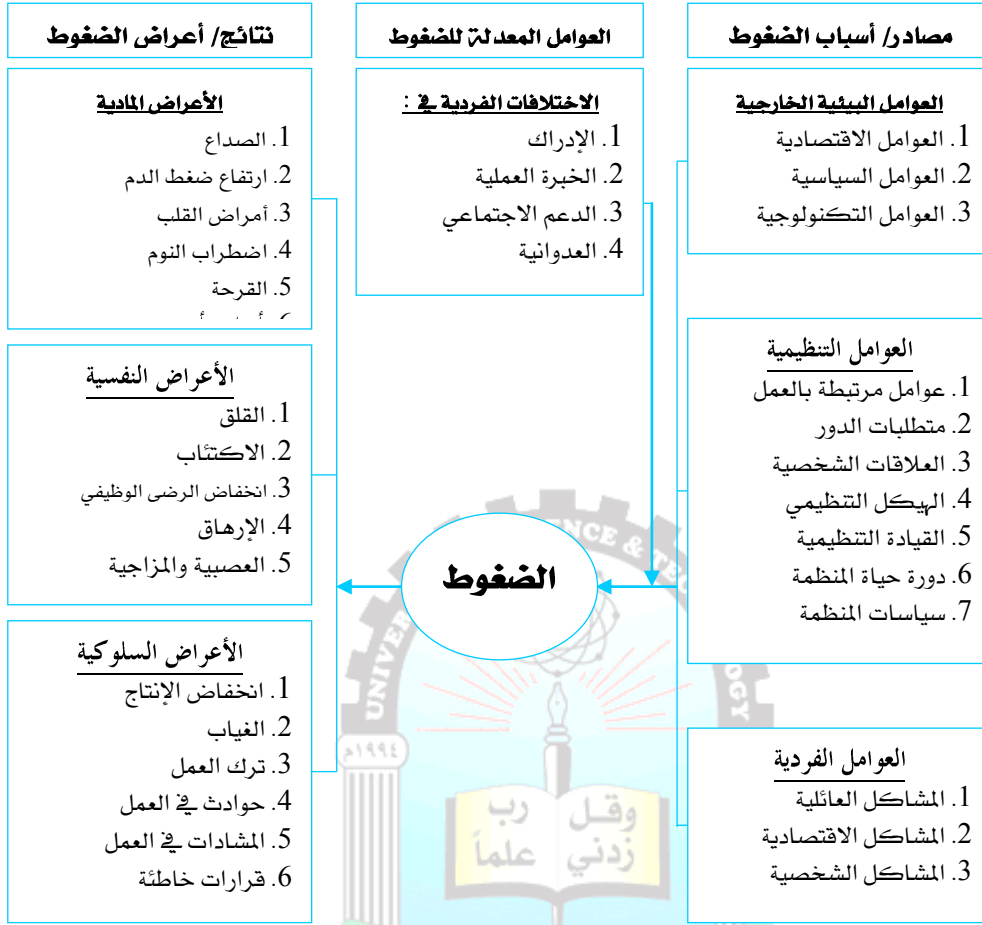 مصادر/ أسباب الضغوط
العوامل المعدلة للضغوط
نتائج/ أعراض الضغوط
العوامل البيئية الخارجية
1. العوامل الاقتصادية
2. العوامل السياسية
3. العوامل التكنولوجية
العوامل التنظيمية
1. عوامل مرتبطة بالعمل
2. متطلبات الدور
3. العلاقات الشخصية
4. الهيكل التنظيمي
5. القيادة التنظيمية
6. دورة حياة المنظمة
7. سياسات المنظمة
العوامل الفردية
1. المشاكل العائلية
2. المشاكل الاقتصادية
3. المشاكل الشخصية
الاختلافات الفردية في :
1. الإدراك
2. الخبرة العملية
3. الدعم الاجتماعي
4. العدوانية
الضغوط
الأعراض المادية
1. الصداع
2. ارتفاع ضغط الدم
3. أمراض القلب
4. اضطراب النوم
5. القرحة
الأعراض النفسية
1. القلق
2. الاكتئاب
3. انخفاض الرضى الوظيفي
4. الإرهاق
5. العصبية والمزاجية
الأعراض السلوكية
1. انخفاض الإنتاج
2. الغياب
3. ترك العمل
4. حوادث في العمل
5. المشادات في العمل
6. قرارات خاطئة
١٩٩٤م
وقل رب
زدني علماً